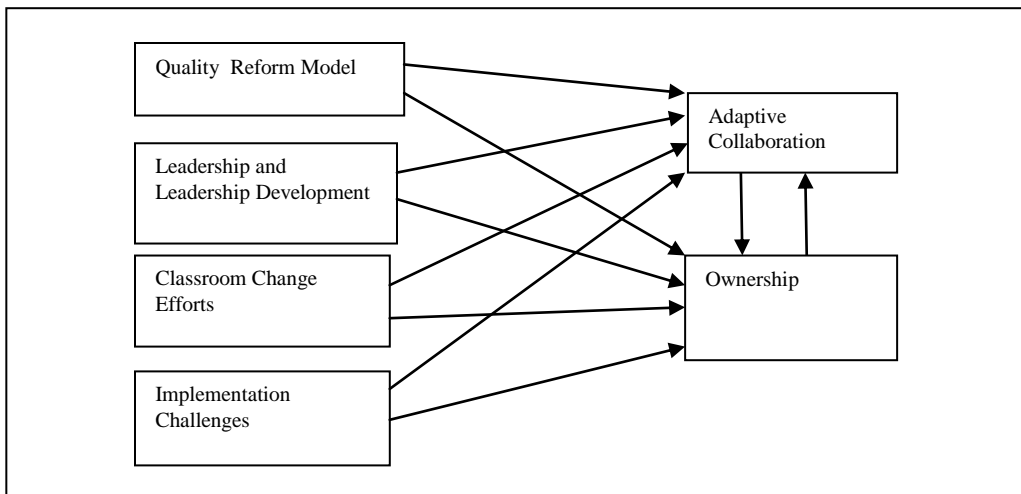 Quality Reform Model
Leadership and
Leadership Development
Classroom Change
Efforts
Implementation
Challenges
Adaptive
Collaboration
Ownership